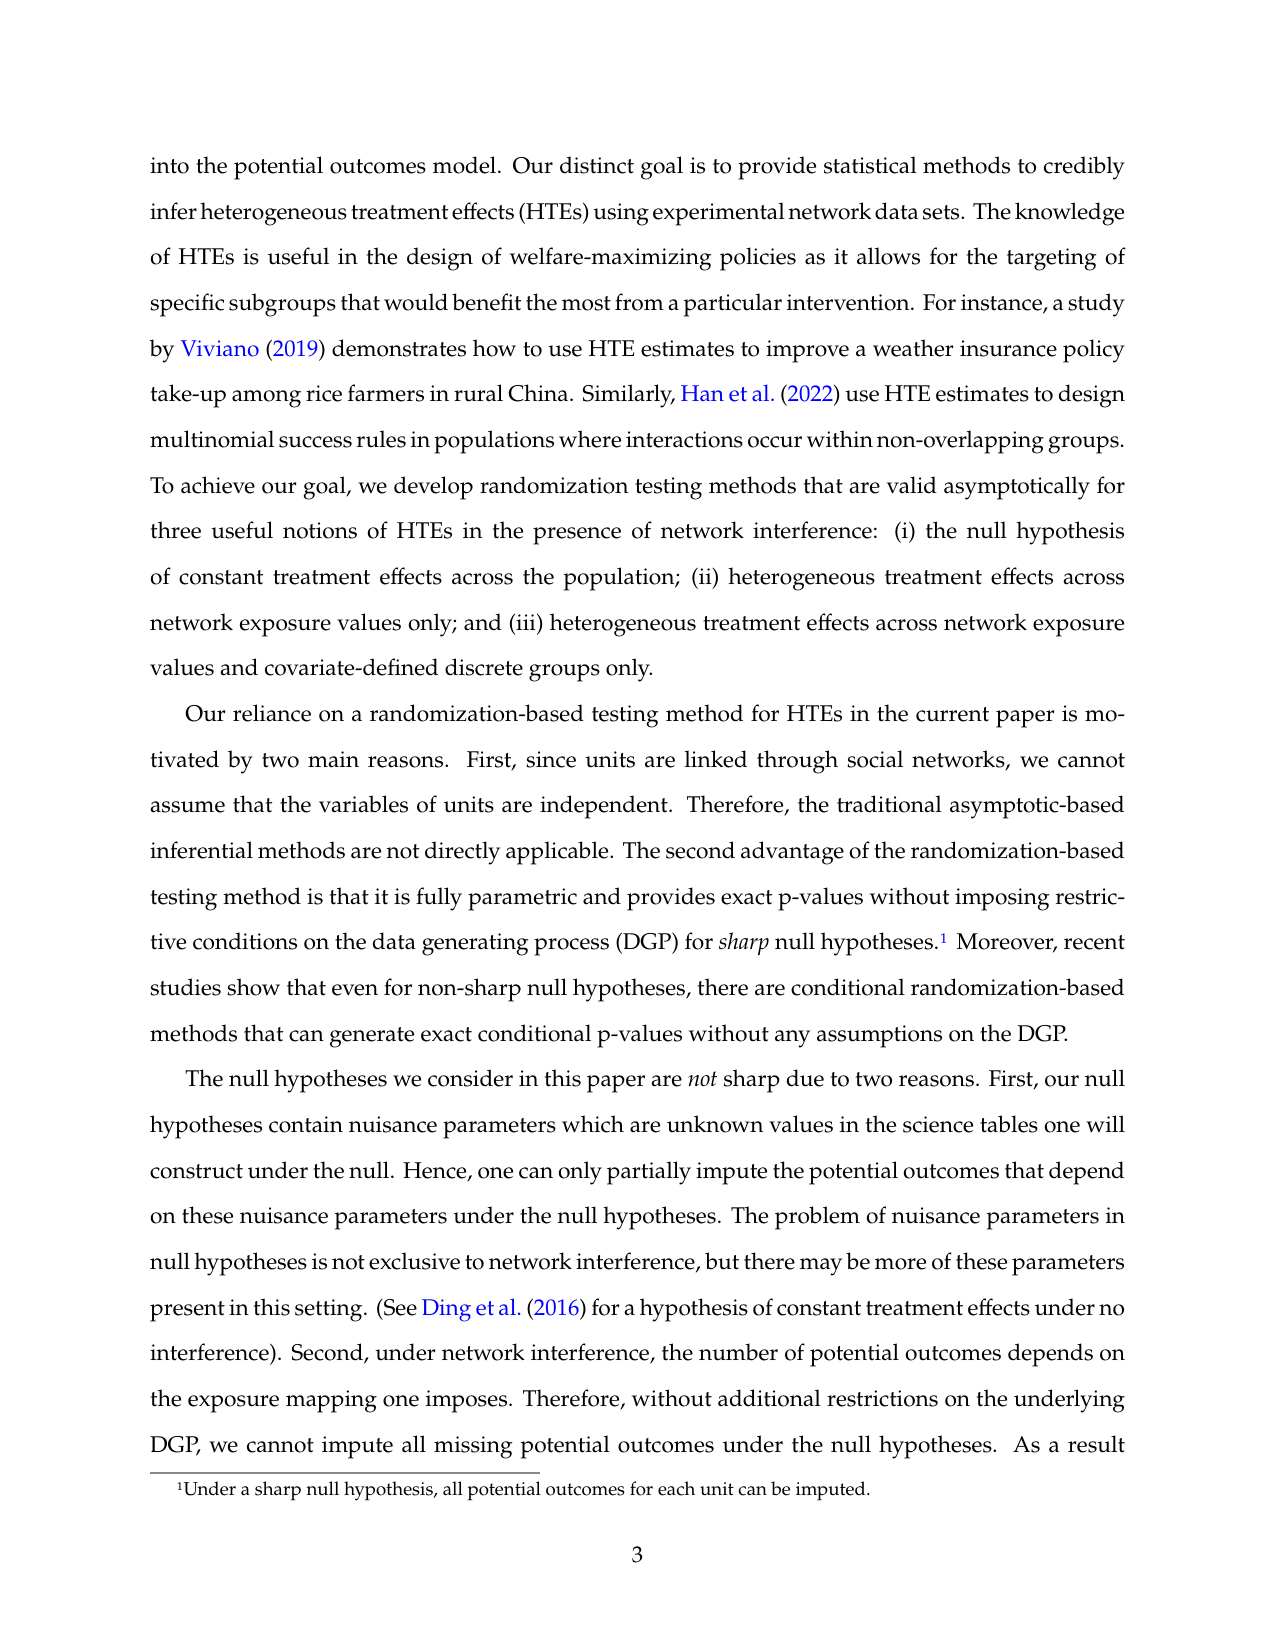 into the potential outcomes model. Our distinct goal is to provide statistical methods to credibly
infer heterogeneous treatment effects (HTEs) using experimental network data sets. The knowledge
of HTEs is useful in the design of welfare-maximizing policies as it allows for the targeting of
specific subgroups that would benefit the most from a particular intervention. For instance, a study
by Viviano (2019) demonstrates how to use HTE estimates to improve a weather insurance policy
take-up among rice farmers in rural China. Similarly, Han et al. (2022) use HTE estimates to design
multinomial success rules in populations where interactions occur within non-overlapping groups.
To achieve our goal, we develop randomization testing methods that are valid asymptotically for
three useful notions of HTEs in the presence of network interference: (i) the null hypothesis
of constant treatment effects across the population; (ii) heterogeneous treatment effects across
network exposure values only; and (iii) heterogeneous treatment effects across network exposure
values and covariate-defined discrete groups only.
Our reliance on a randomization-based testing method for HTEs in the current paper is mo-
tivated by two main reasons. First, since units are linked through social networks, we cannot
assume that the variables of units are independent. Therefore, the traditional asymptotic-based
inferential methods are not directly applicable. The second advantage of the randomization-based
testing method is that it is fully parametric and provides exact p-values without imposing restric-
tive conditions on the data generating process (DGP) for sharp null hypotheses.1 Moreover, recent
studies show that even for non-sharp null hypotheses, there are conditional randomization-based
methods that can generate exact conditional p-values without any assumptions on the DGP.
The null hypotheses we consider in this paper are not sharp due to two reasons. First, our null
hypotheses contain nuisance parameters which are unknown values in the science tables one will
construct under the null. Hence, one can only partially impute the potential outcomes that depend
on these nuisance parameters under the null hypotheses. The problem of nuisance parameters in
null hypotheses is not exclusive to network interference, but there may be more of these parameters
present in this setting. (See Ding et al. (2016) for a hypothesis of constant treatment effects under no
interference). Second, under network interference, the number of potential outcomes depends on
the exposure mapping one imposes. Therefore, without additional restrictions on the underlying
DGP, we cannot impute all missing potential outcomes under the null hypotheses. As a result
1Under a sharp null hypothesis, all potential outcomes for each unit can be imputed.
3